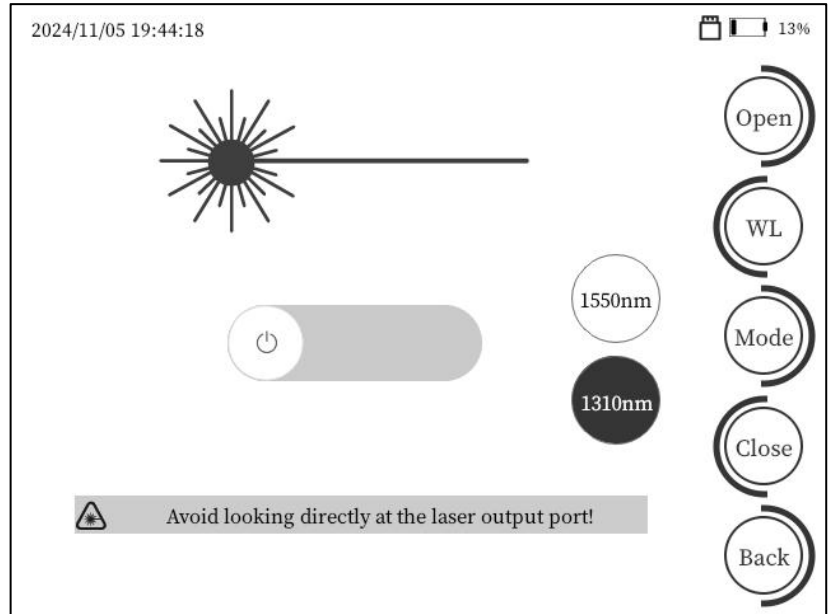 2024/11/05 19:44:18
13%
Open
WL
1550nm
Mode
1310nm
Close
Avoid looking directly at the laser output port!
Back